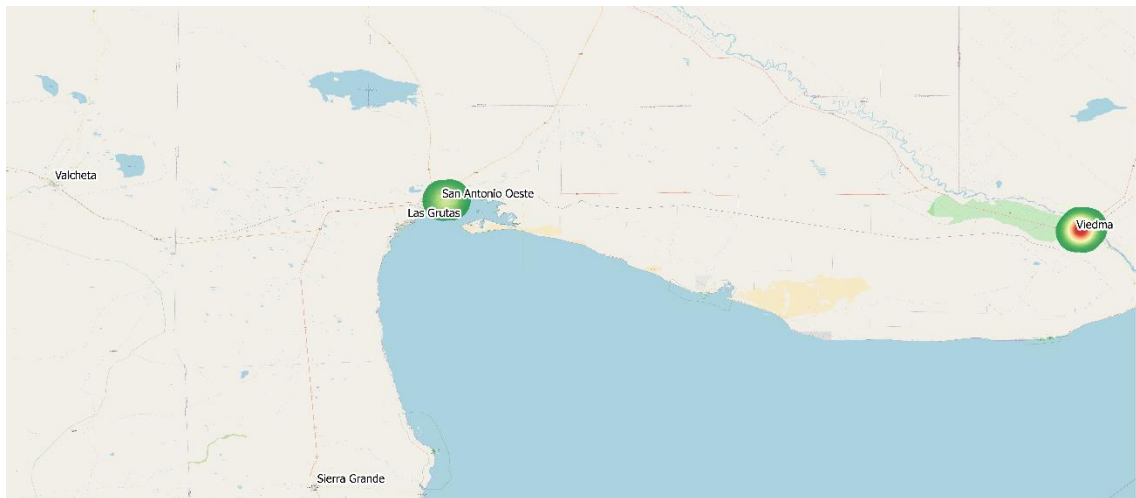 Valcheta
San Antonio Oeste
Las Grutas
Viedma
Sierra Grande